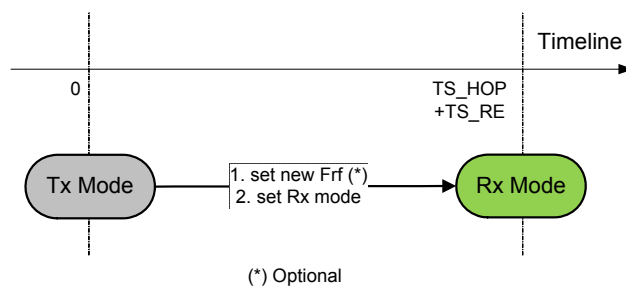 Timeline
0
TS_HOP
+TS_RE
Tx Mode
1. set new Frf (*)
2. set Rx mode
Rx Mode
(*) Optional